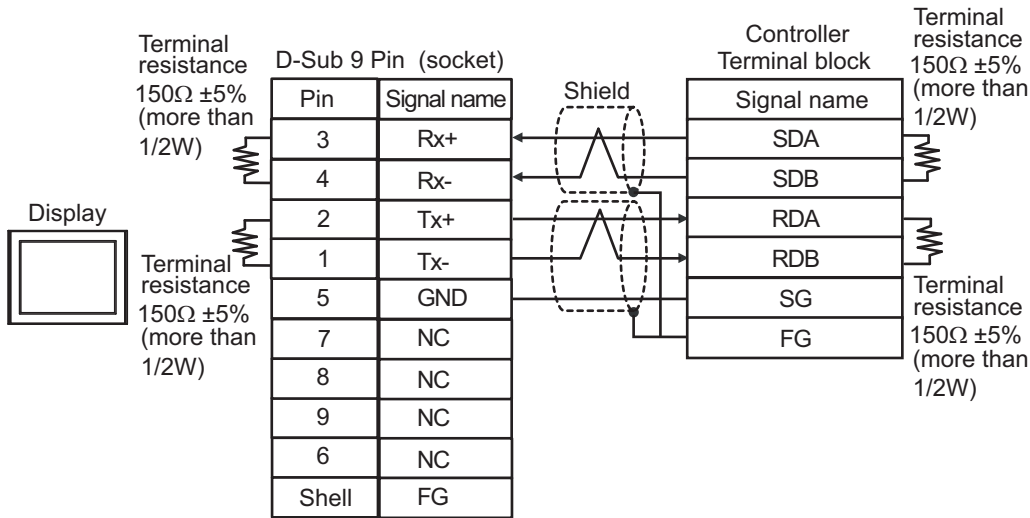 Terminal
resistance
150Ω ±5%
(more than
1/2W)
D-Sub 9 Pin (socket)
Pin Signal name
3 Rx+
4 Rx-
2 Tx+
1 Tx-
5 GND
7 NC
8 NC
9 NC
6 NC
Shell FG
Display
Terminal
resistance
150Ω ±5%
(more than
1/2W)
Shield
Controller
Terminal block
Signal name
SDA
SDB
RDA
RDB
SG
FG
Terminal
resistance
150Ω ±5%
(more than
1/2W)
Terminal
resistance
150Ω ±5%
(more than
1/2W)